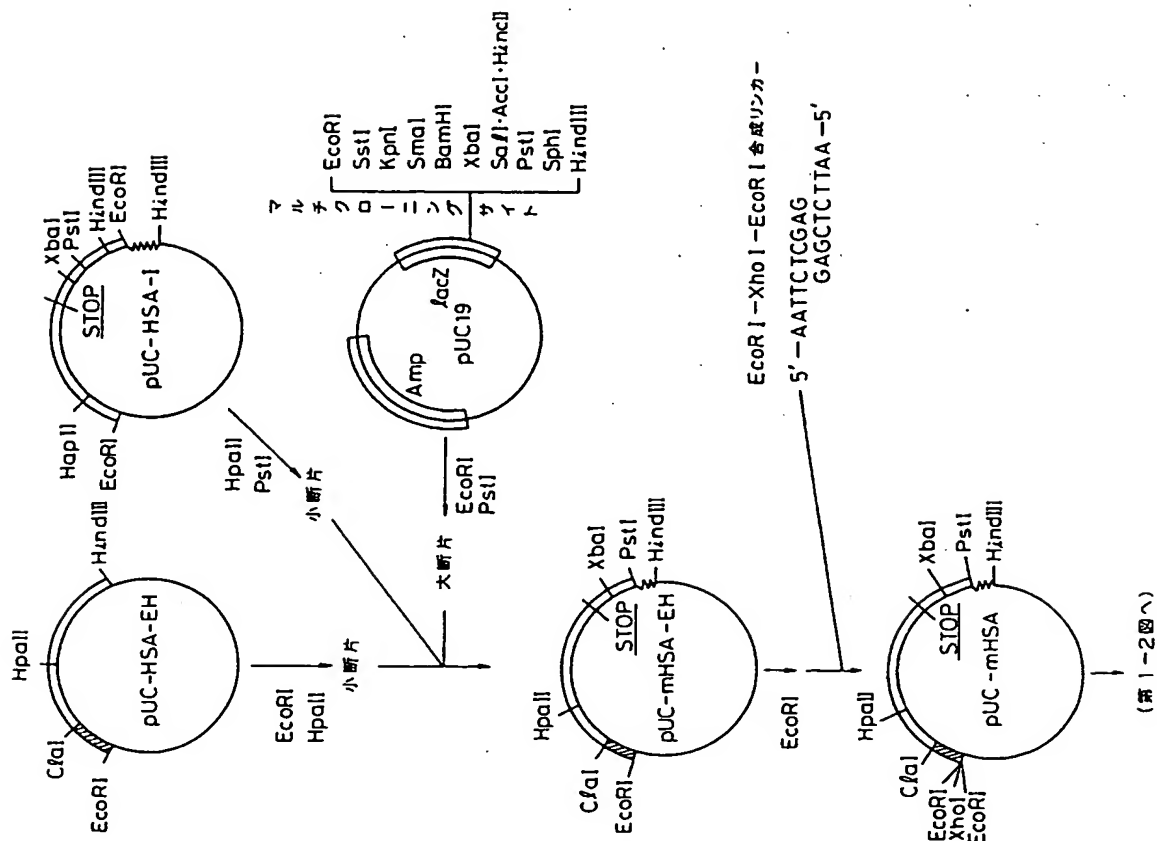 HpaII
ClaI
EcoRI
HindIII
pUC-HSA-EH
HapII
EcoRI
XbaI
PstI
HindIII
EcoRI
HindIII
STOP
pUC-HSA-I
EcoRI
HpaII
小断片
HpaII
PstI
小断片
Amp
lacZ
pUC19
マルチクローニングサイト
EcoRI
SstI
KpnI
SmaI
BamHI
XbaI
SalI・AccI・HincII
PstI
SphI
HindIII
EcoRI
PstI
大断片
HpaII
ClaI
EcoRI
XbaI
PstI
HindIII
STOP
pUC-mHSA-EH
EcoRI
EcoRI-XhoI-EcoRI合成リンカー
5'-AATTCTCGAG
GAGCTCTTAA-5'
HpaII
ClaI
EcoRI
XhoI
EcoRI
XbaI
PstI
HindIII
STOP
pUC-mHSA
(第1-2図へ)